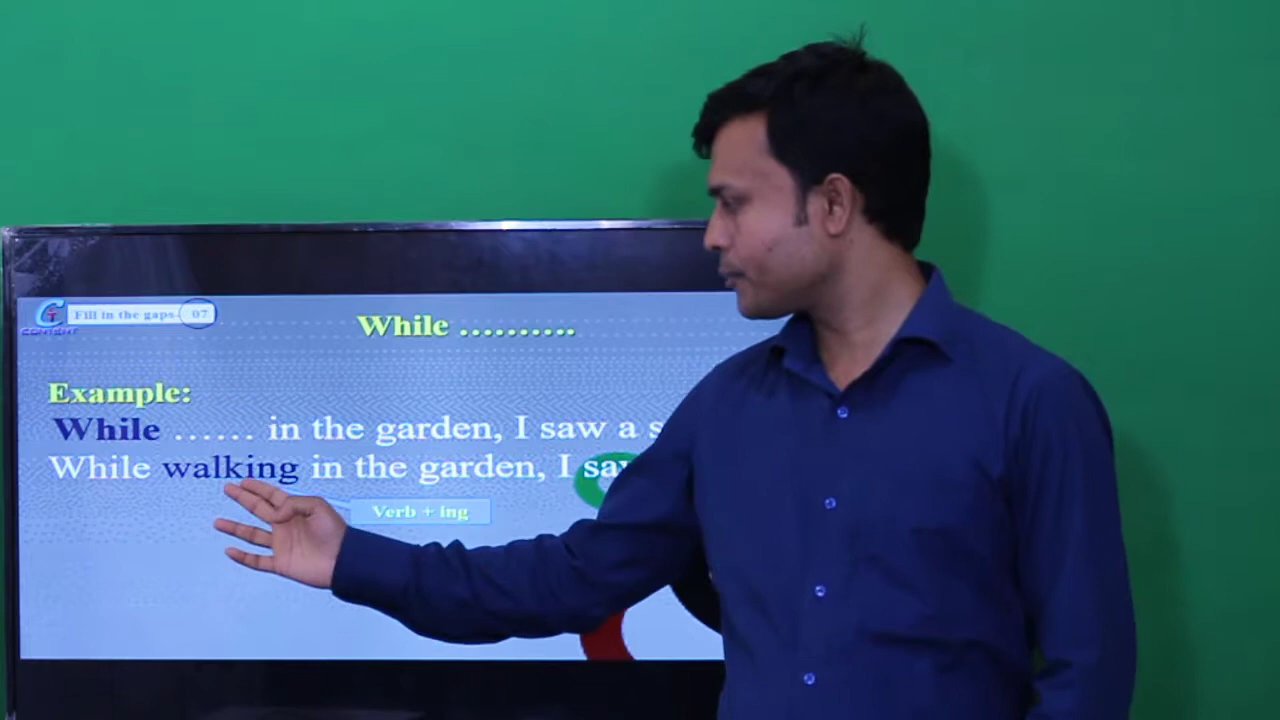 Fill in the gaps- 07
CONTENT
While ..........
Example:
While ...... in the garden, I saw a
While walking in the garden, I
Verb + ing